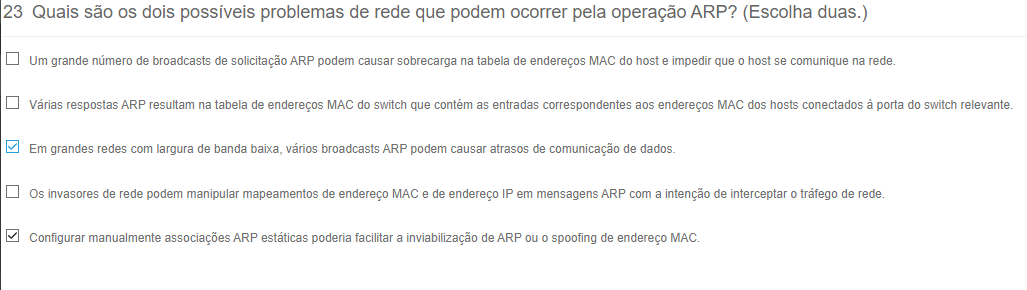 23 Quais são os dois possíveis problemas de rede que podem ocorrer pela operação ARP? (Escolha duas.)
Um grande número de broadcasts de solicitação ARP podem causar sobrecarga na tabela de endereços MAC do host e impedir que o host se comunique na rede.
Várias respostas ARP resultam na tabela de endereços MAC do switch que contém as entradas correspondentes aos endereços MAC dos hosts conectados à porta do switch relevante.
Em grandes redes com largura de banda baixa, vários broadcasts ARP podem causar atrasos de comunicação de dados.
Os invasores de rede podem manipular mapeamentos de endereço MAC e de endereço IP em mensagens ARP com a intenção de interceptar o tráfego de rede.
Configurar manualmente associações ARP estáticas poderia facilitar a inviabilização de ARP ou o spoofing de endereço MAC.